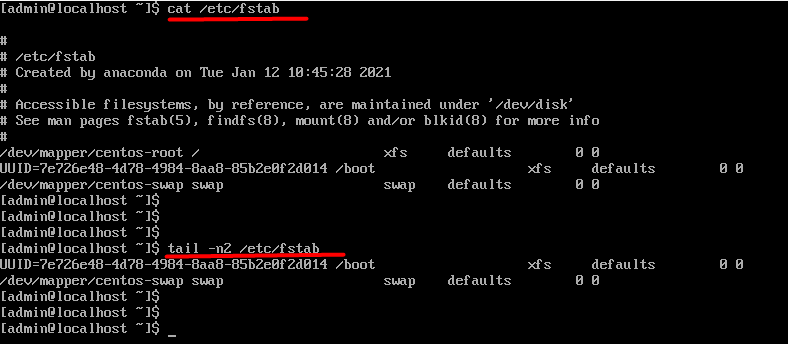 [admin@localhost ~]$ cat /etc/fstab
#
# /etc/fstab
# Created by anaconda on Tue Jan 12 10:45:28 2021
#
# Accessible filesystems, by reference, are maintained under '/dev/disk'
# See man pages fstab(5), findfs(8), mount(8) and/or blkid(8) for more info
#
/dev/mapper/centos-root / xfs defaults 0 0
UUID=7e726e48-4d78-4984-8aa8-85b2e0f2d014 /boot xfs defaults 0 0
/dev/mapper/centos-swap swap swap defaults 0 0
[admin@localhost ~]$
[admin@localhost ~]$
[admin@localhost ~]$
[admin@localhost ~]$ tail -n2 /etc/fstab
UUID=7e726e48-4d78-4984-8aa8-85b2e0f2d014 /boot xfs defaults 0 0
/dev/mapper/centos-swap swap swap defaults 0 0
[admin@localhost ~]$
[admin@localhost ~]$
[admin@localhost ~]$ _